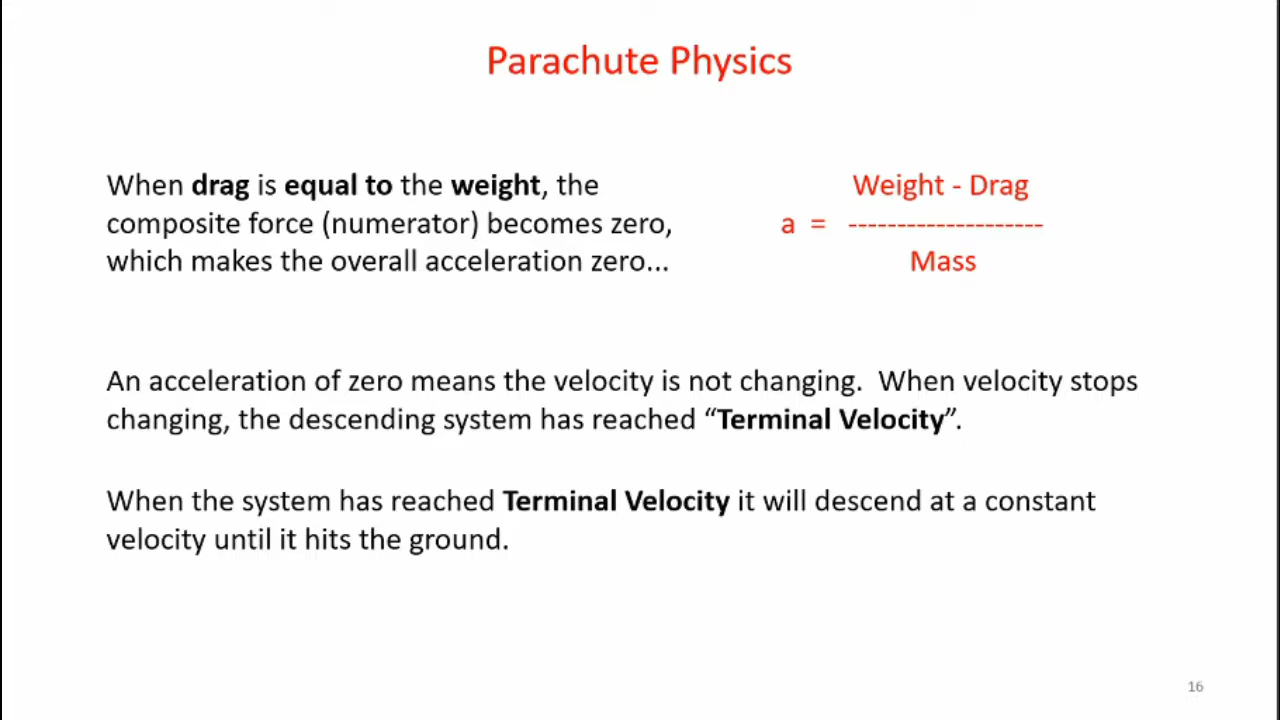 Parachute Physics
When drag is equal to the weight, the
composite force (numerator) becomes zero,
which makes the overall acceleration zero...
Weight - Drag
a = --------------------
Mass
An acceleration of zero means the velocity is not changing.  When velocity stops
changing, the descending system has reached “Terminal Velocity”.
When the system has reached Terminal Velocity it will descend at a constant
velocity until it hits the ground.
16